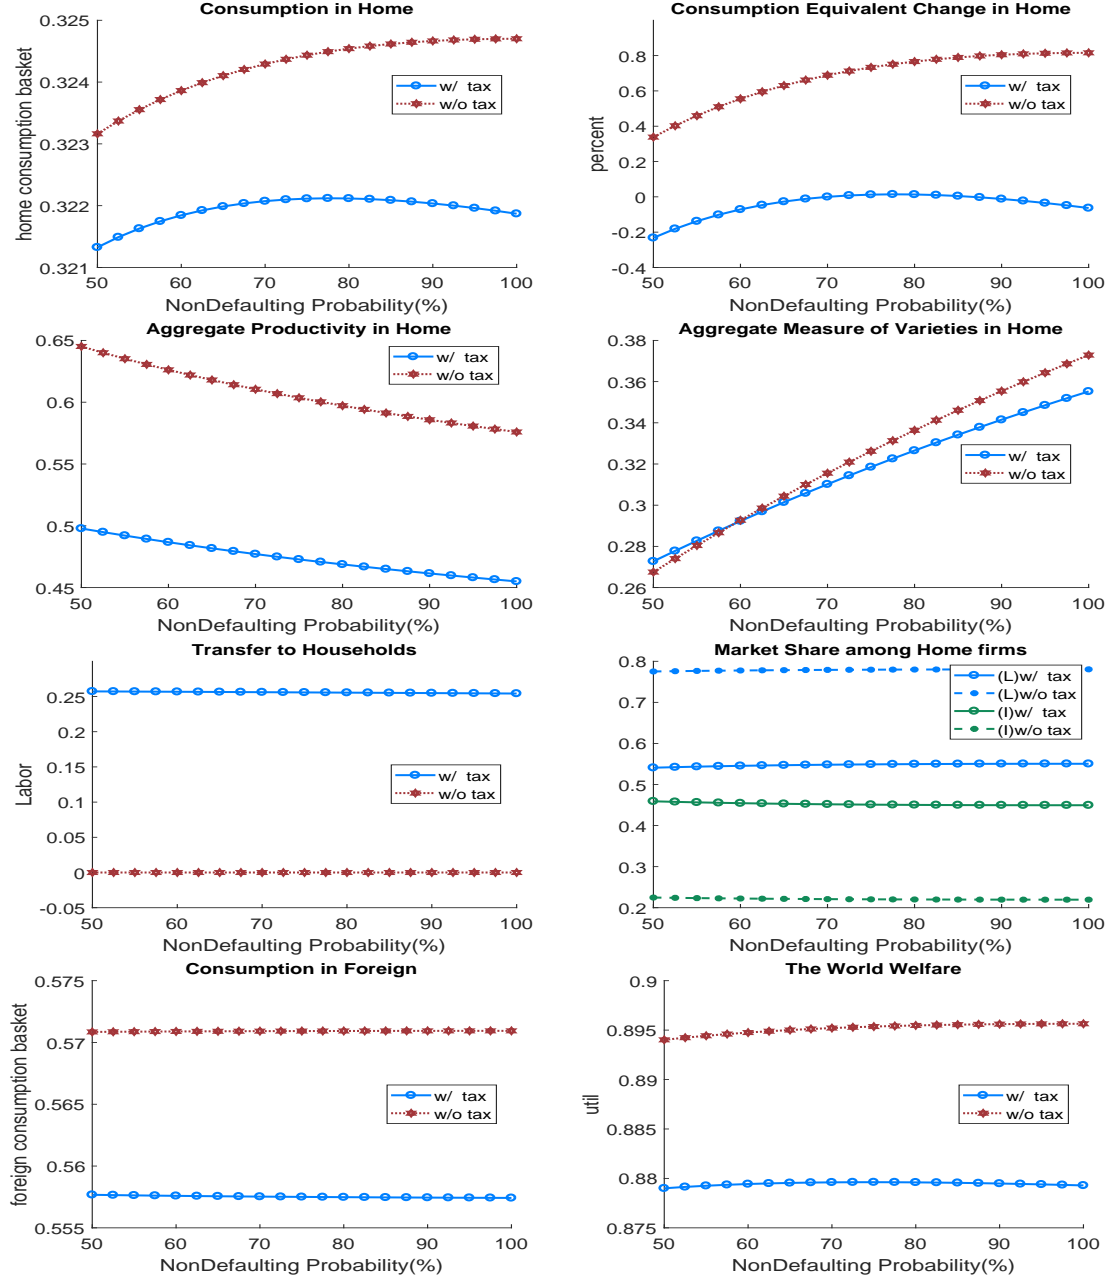 Consumption in Home
0.325
0.324
0.323
0.322
0.321
home consumption basket
w/ tax
w/o tax
50 60 70 80 90 100
NonDefaulting Probability(%)
Consumption Equivalent Change in Home
0.8
0.6
0.4
0.2
0
-0.2
-0.4
percent
w/ tax
w/o tax
50 60 70 80 90 100
NonDefaulting Probability(%)
Aggregate Productivity in Home
0.65
0.6
0.55
0.5
0.45
w/ tax
w/o tax
50 60 70 80 90 100
NonDefaulting Probability(%)
Aggregate Measure of Varieties in Home
0.38
0.36
0.34
0.32
0.3
0.28
0.26
w/ tax
w/o tax
50 60 70 80 90 100
NonDefaulting Probability(%)
Transfer to Households
0.25
0.2
0.15
0.1
0.05
0
-0.05
Labor
w/ tax
w/o tax
50 60 70 80 90 100
NonDefaulting Probability(%)
Market Share among Home firms
0.8
0.7
0.6
0.5
0.4
0.3
0.2
(L)w/ tax
(L)w/o tax
(I)w/ tax
(I)w/o tax
50 60 70 80 90 100
NonDefaulting Probability(%)
Consumption in Foreign
0.575
0.57
0.565
0.56
0.555
foreign consumption basket
w/ tax
w/o tax
50 60 70 80 90 100
NonDefaulting Probability(%)
The World Welfare
0.9
0.895
0.89
0.885
0.88
0.875
util
w/ tax
w/o tax
50 60 70 80 90 100
NonDefaulting Probability(%)